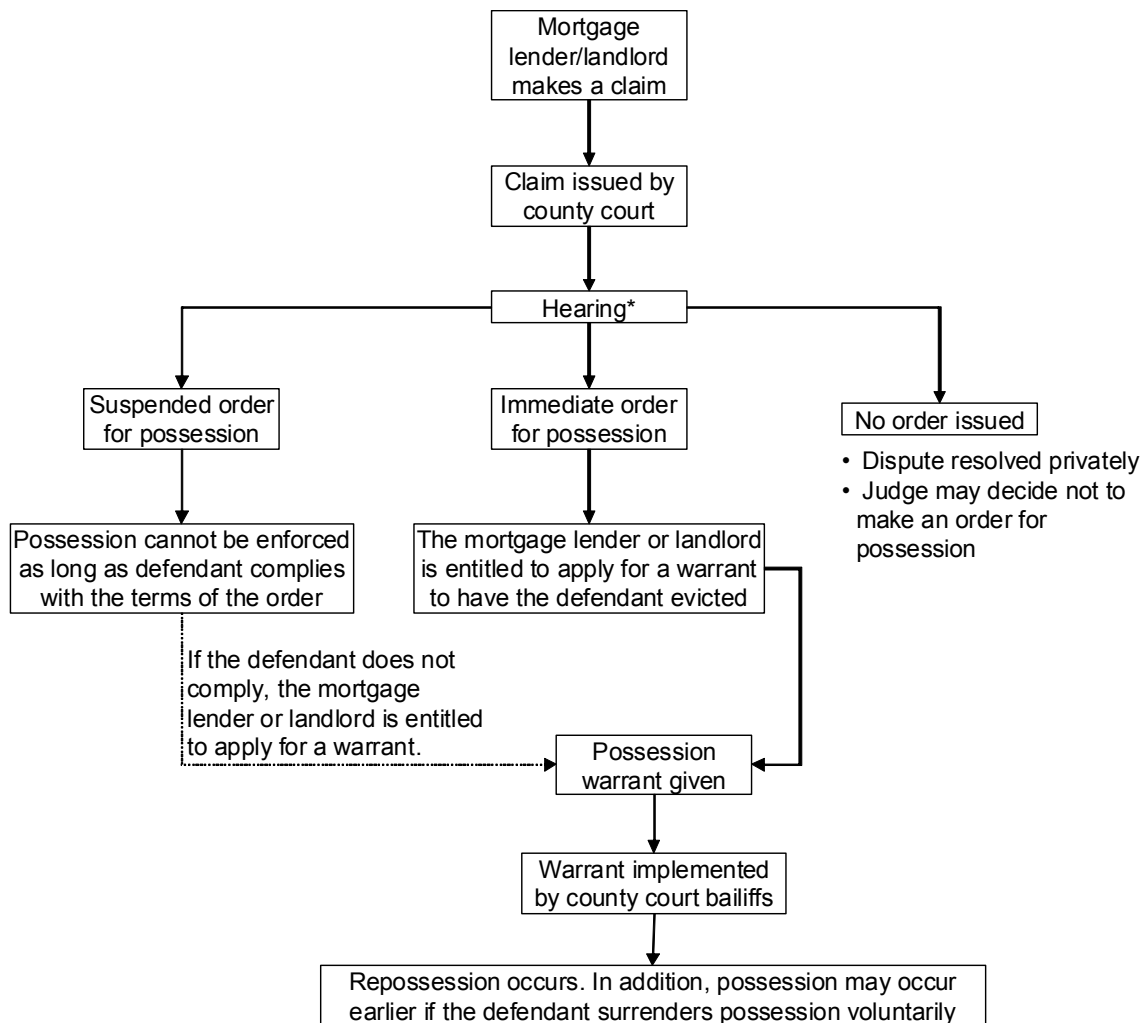 Mortgage
lender/landlord
makes a claim
Claim issued by
county court
Hearing*
Suspended order
for possession
Immediate order
for possession
No order issued
• Dispute resolved privately
• Judge may decide not to
make an order for
possession
Possession cannot be enforced
as long as defendant complies
with the terms of the order
The mortgage lender or landlord
is entitled to apply for a warrant
to have the defendant evicted
If the defendant does not
comply, the mortgage
lender or landlord is entitled
to apply for a warrant.
Possession
warrant given
Warrant implemented
by county court bailiffs
Repossession occurs. In addition, possession may occur
earlier if the defendant surrenders possession voluntarily